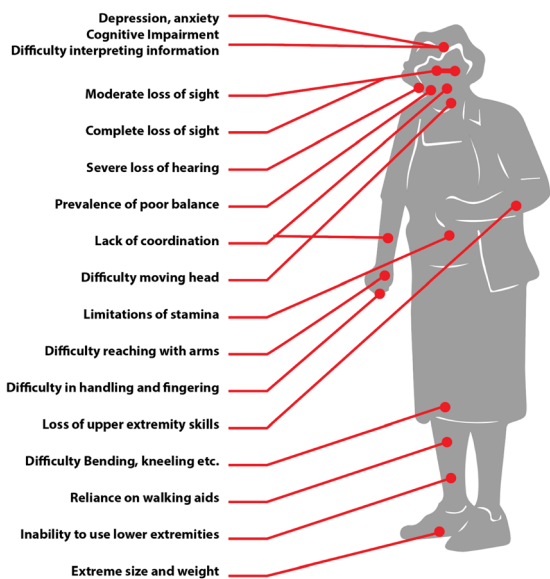 Depression, anxiety
Cognitive Impairment
Difficulty interpreting information
Moderate loss of sight
Complete loss of sight
Severe loss of hearing
Prevalence of poor balance
Lack of coordination
Difficulty moving head
Limitations of stamina
Difficulty reaching with arms
Difficulty in handling and fingering
Loss of upper extremity skills
Difficulty Bending, kneeling etc.
Reliance on walking aids
Inability to use lower extremities
Extreme size and weight